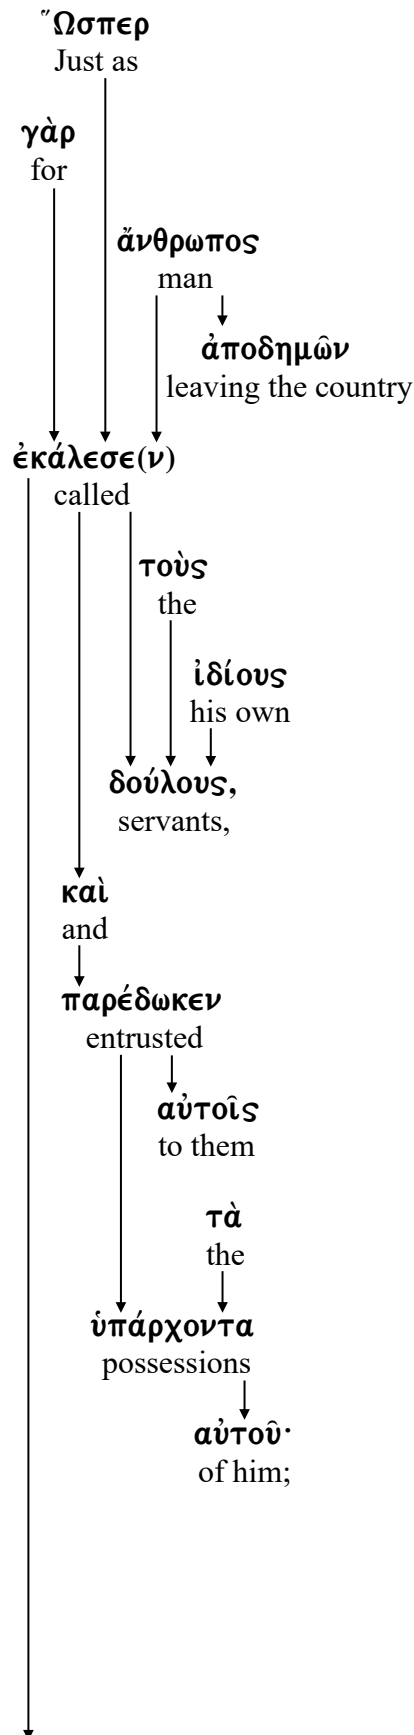 Ὥσπερ
Just as
γὰρ
for
ἄνθρωπος
man
ἀποδημῶν
leaving the country
ἐκάλεσε(ν)
called
τοὺς
the
ἰδίους
his own
δούλους,
servants,
καὶ
and
παρέδωκεν
entrusted
αὐτοῖς
to them
τὰ
the
ὑπάρχοντα
possessions
αὐτοῦ·
of him;